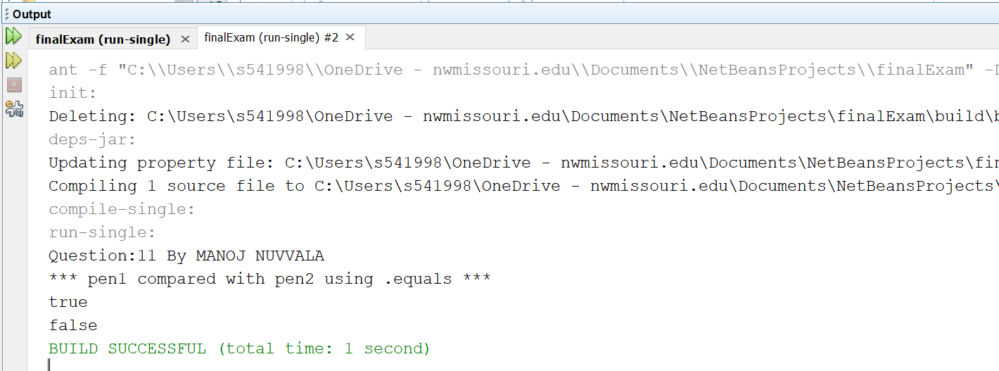 Output
finalExam (run-single) × finalExam (run-single) #2 ×
ant -f "C:\\Users\\s541998\\OneDrive - nwmissouri.edu\\Documents\\NetBeansProjects\\finalExam" -D
init:
Deleting: C:\Users\s541998\OneDrive - nwmissouri.edu\Documents\NetBeansProjects\finalExam\build\b
deps-jar:
Updating property file: C:\Users\s541998\OneDrive - nwmissouri.edu\Documents\NetBeansProjects\fin
Compiling 1 source file to C:\Users\s541998\OneDrive - nwmissouri.edu\Documents\NetBeansProjects\
compile-single:
run-single:
Question:11 By MANOJ NUVVALA
*** pen1 compared with pen2 using .equals ***
true
false
BUILD SUCCESSFUL (total time: 1 second)